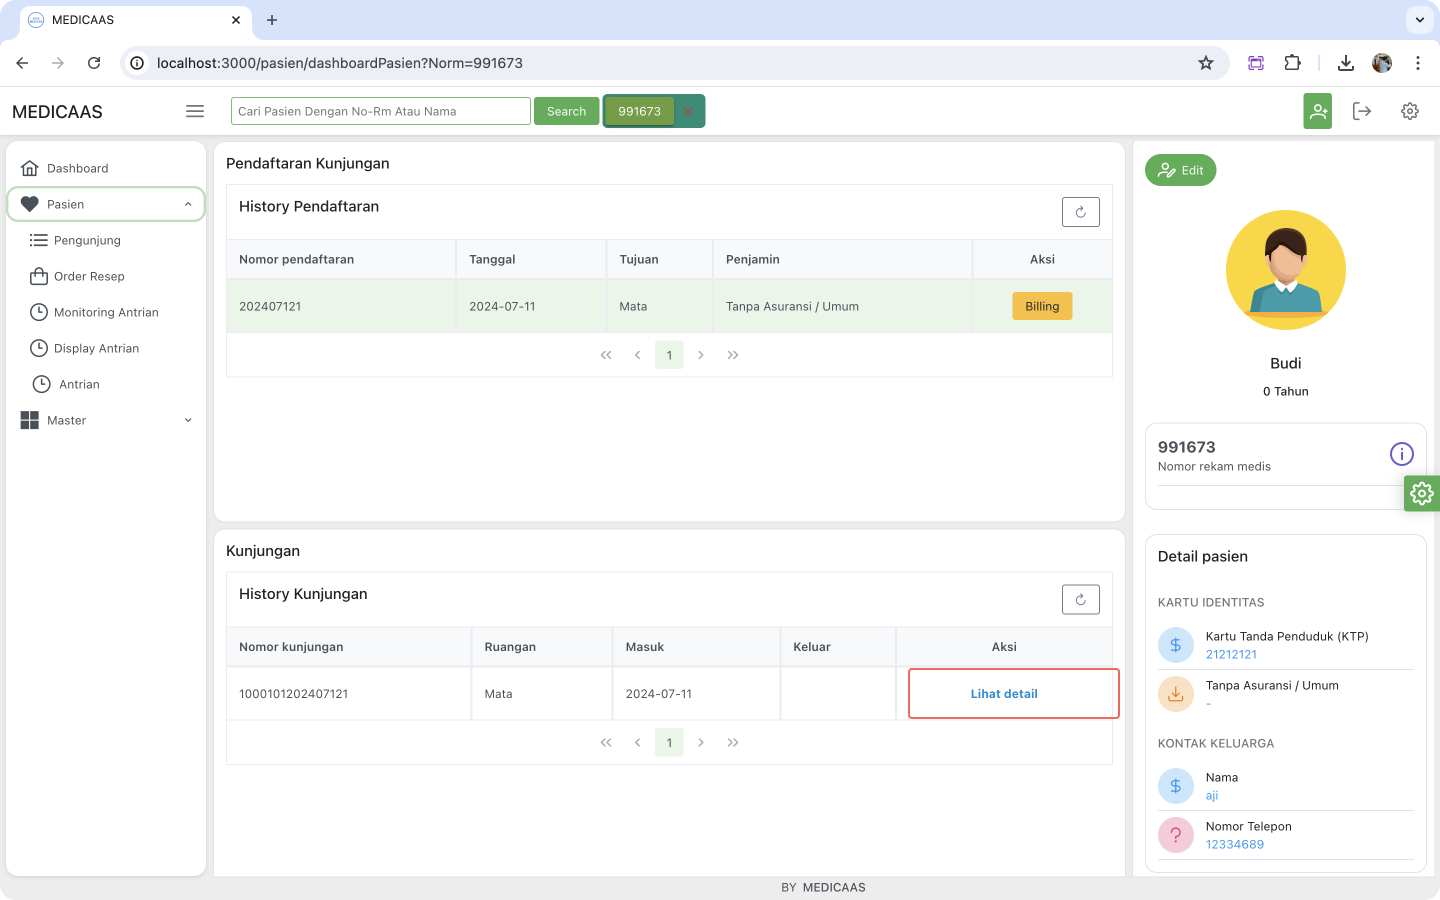 MEDICAAS
localhost:3000/pasien/dashboardPasien?Norm=991673
MEDICAAS
Cari Pasien Dengan No-Rm Atau Nama
Search
991673
Dashboard
Pasien
Pengunjung
Order Resep
Monitoring Antrian
Display Antrian
Antrian
Master
Pendaftaran Kunjungan
History Pendaftaran
Nomor pendaftaran Tanggal Tujuan Penjamin Aksi
202407121 2024-07-11 Mata Tanpa Asuransi / Umum Billing
1
Kunjungan
History Kunjungan
Nomor kunjungan Ruangan Masuk Keluar Aksi
1000101202407121 Mata 2024-07-11 Lihat detail
1
Edit
Budi
0 Tahun
991673
Nomor rekam medis
Detail pasien
KARTU IDENTITAS
Kartu Tanda Penduduk (KTP)
21212121
Tanpa Asuransi / Umum
-
KONTAK KELUARGA
Nama
aji
Nomor Telepon
12334689
BY MEDICAAS